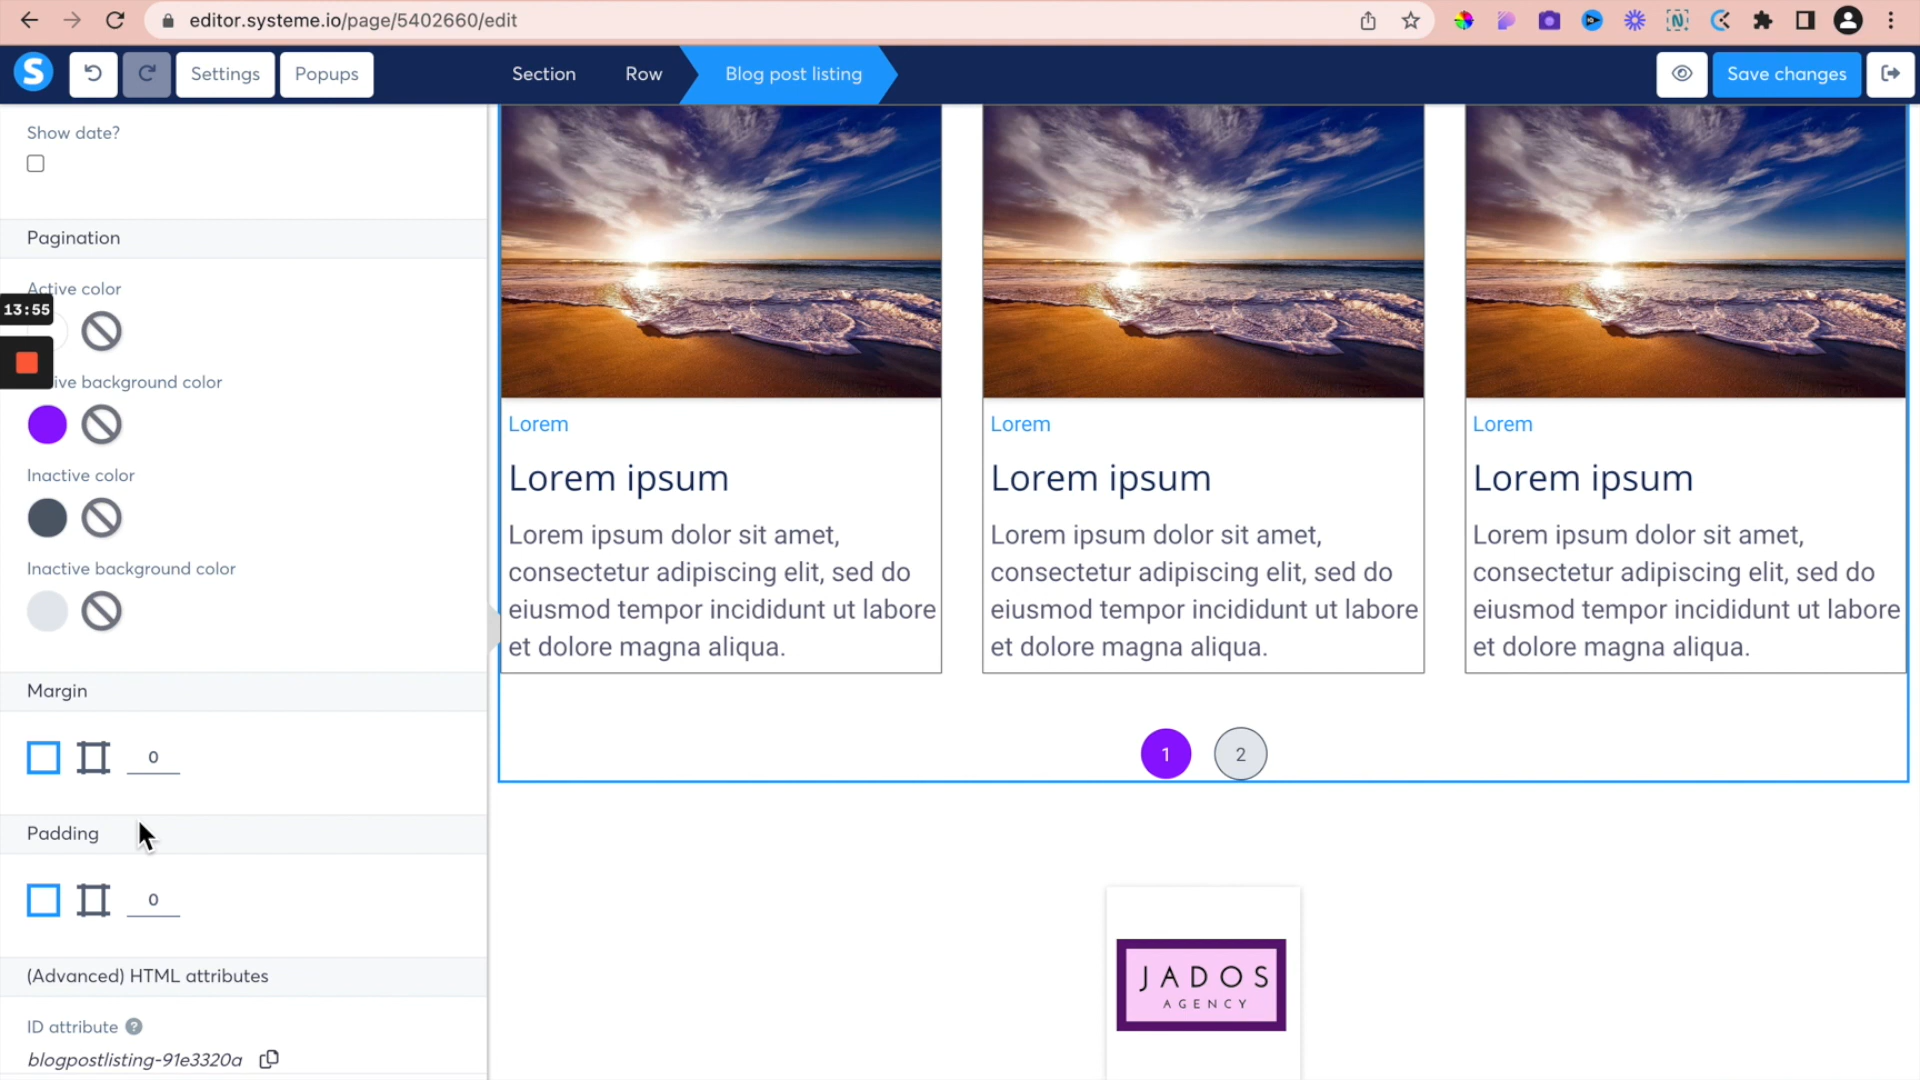 editor.systeme.io/page/5402660/edit
Settings
Popups
Section
Row
Blog post listing
Save changes
Show date?
Pagination
Active color
13:55
ive background color
Inactive color
Inactive background color
Margin
0
Padding
0
(Advanced) HTML attributes
ID attribute
blogpostlisting-91e3320a
Lorem
Lorem ipsum
Lorem ipsum dolor sit amet,
consectetur adipiscing elit, sed do
eiusmod tempor incididunt ut labore
et dolore magna aliqua.
Lorem
Lorem ipsum
Lorem ipsum dolor sit amet,
consectetur adipiscing elit, sed do
eiusmod tempor incididunt ut labore
et dolore magna aliqua.
Lorem
Lorem ipsum
Lorem ipsum dolor sit amet,
consectetur adipiscing elit, sed do
eiusmod tempor incididunt ut labore
et dolore magna aliqua.
1
2
JADOS
AGENCY